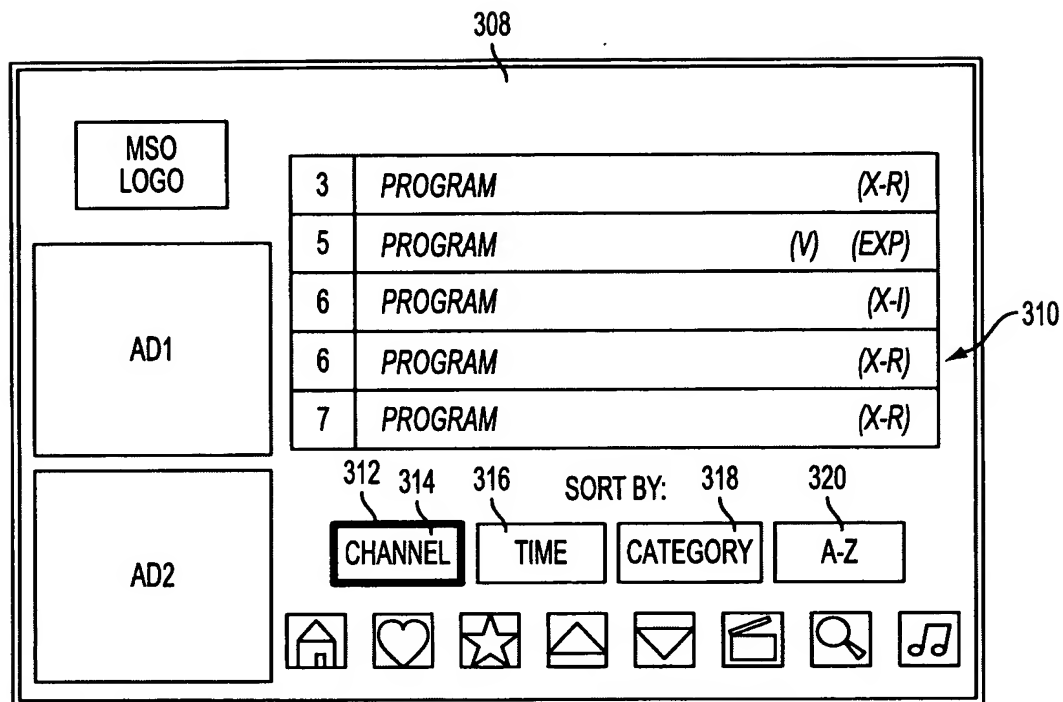 308
MSO
LOGO
3 PROGRAM (X-R)
5 PROGRAM (V) (EXP)
6 PROGRAM (X-I)
6 PROGRAM (X-R)
7 PROGRAM (X-R)
310
AD1
312 314 316 SORT BY: 318 320
CHANNEL TIME CATEGORY A-Z
AD2